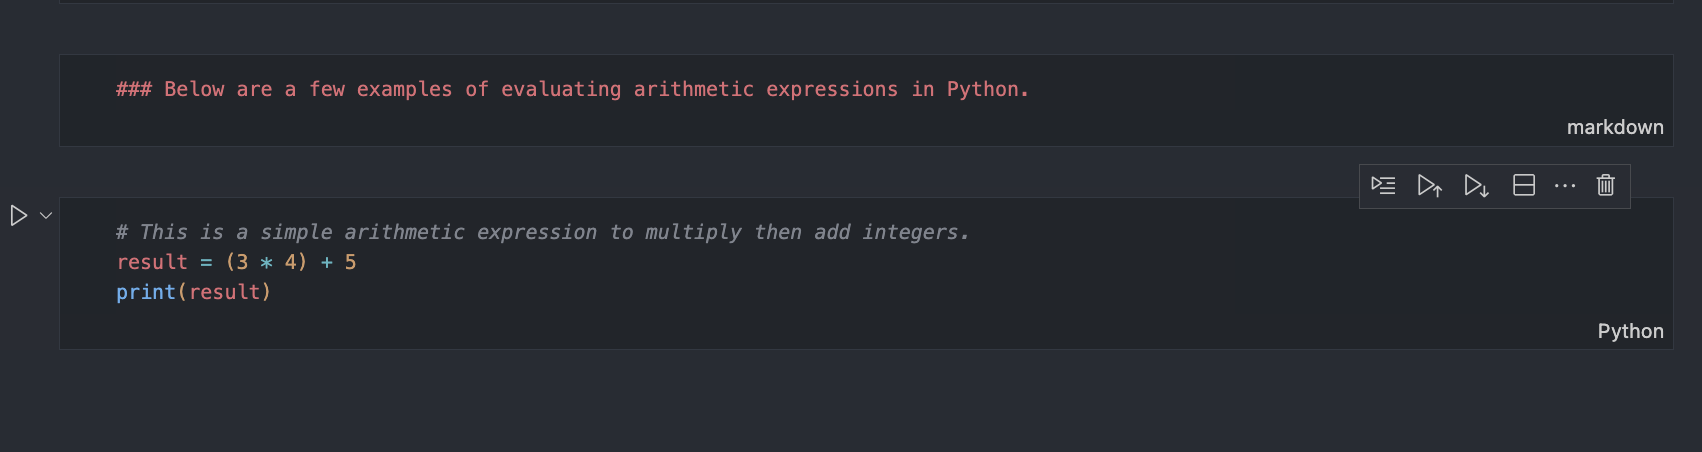 ### Below are a few examples of evaluating arithmetic expressions in Python.
markdown
# This is a simple arithmetic expression to multiply then add integers.
result = (3 * 4) + 5
print(result)
Python